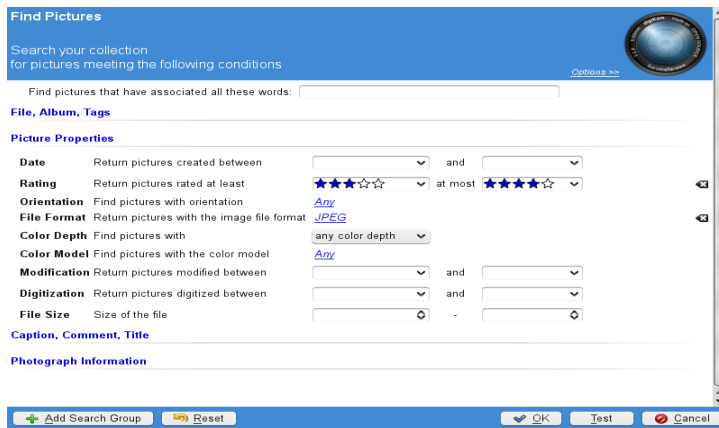 Find Pictures
Search your collection
for pictures meeting the following conditions
Options >>
Find pictures that have associated all these words:
File, Album, Tags
Picture Properties
Date Return pictures created between and
Rating Return pictures rated at least at most
Orientation Find pictures with orientation Any
File Format Return pictures with the image file format JPEG
Color Depth Find pictures with any color depth
Color Model Find pictures with the color model Any
Modification Return pictures modified between and
Digitization Return pictures digitized between and
File Size Size of the file -
Caption, Comment, Title
Photograph Information
Add Search Group Reset OK Test Cancel